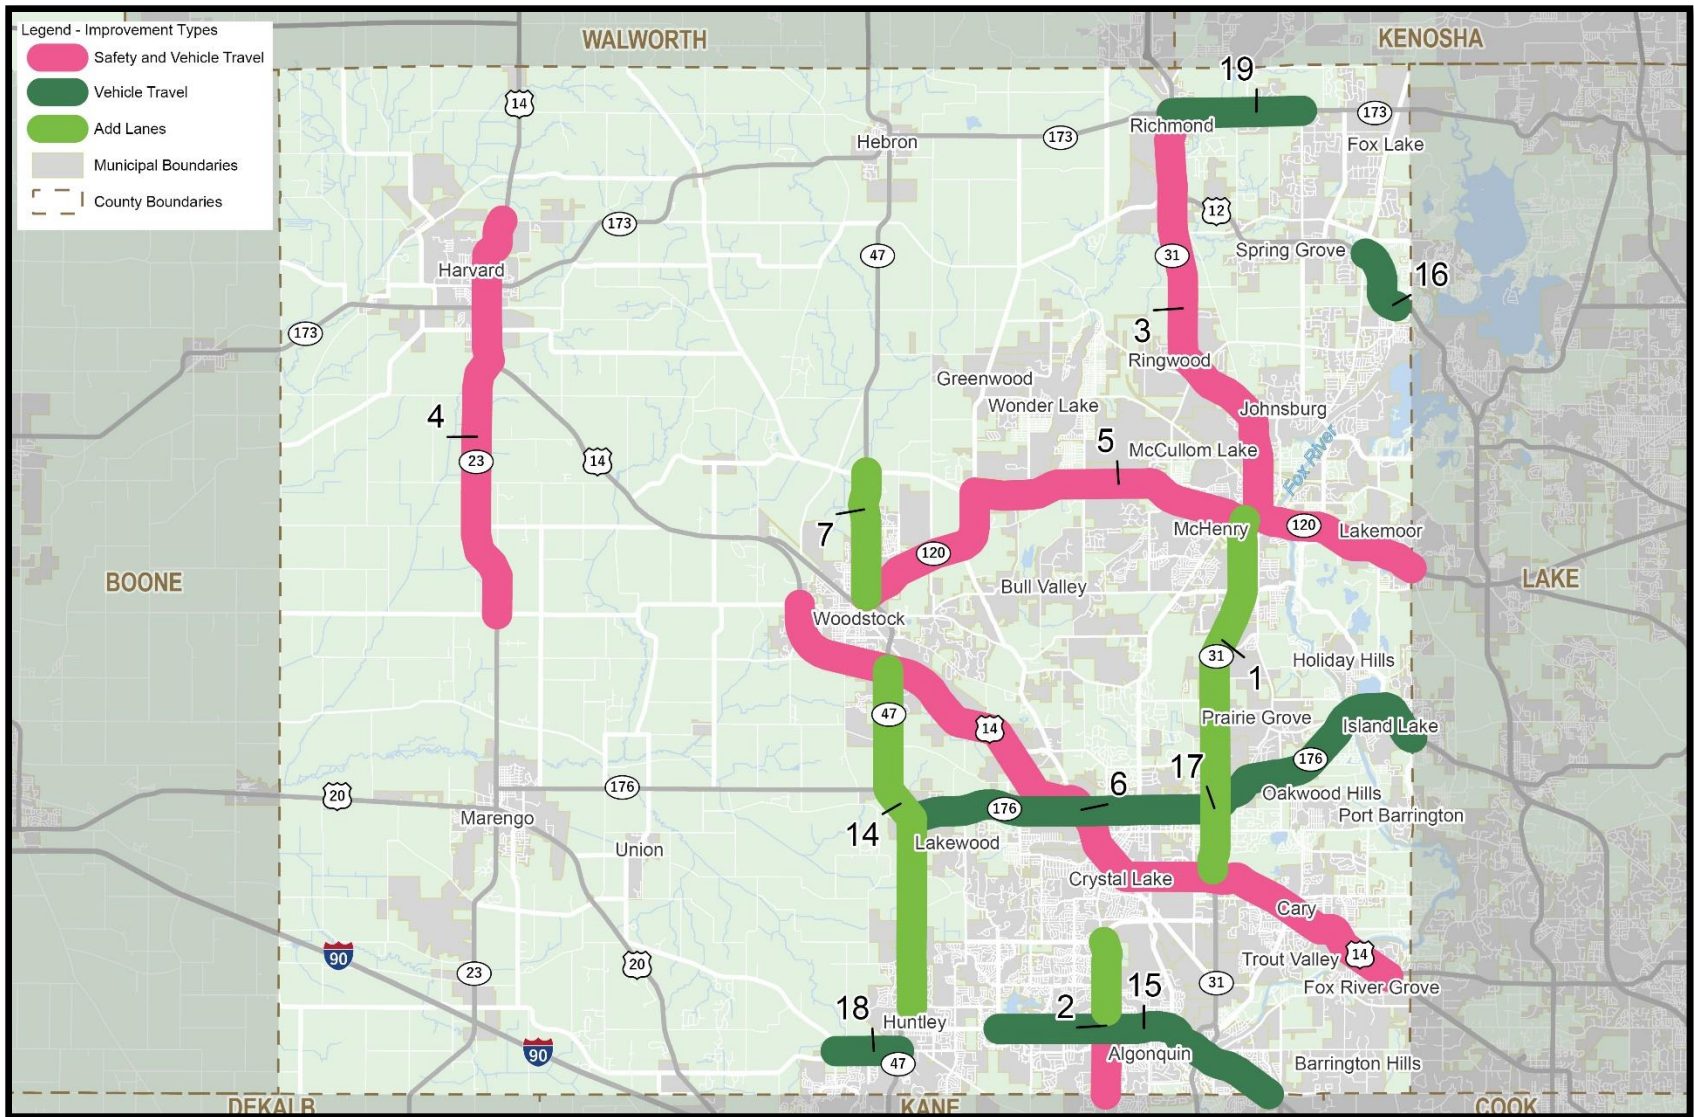 Legend - Improvement Types
Safety and Vehicle Travel
Vehicle Travel
Add Lanes
Municipal Boundaries
County Boundaries
WALWORTH
KENOSHA
19
14
173
173
Richmond
Hebron
Fox Lake
173
12
47
31
Spring Grove
16
Harvard
173
3
Ringwood
Greenwood
Wonder Lake
Johnsburg
4
5
McCullom Lake
23
14
Fox River
7
McHenry
120
Lakemoor
120
BOONE
Bull Valley
LAKE
Woodstock
31
1
Holiday Hills
47
14
Prairie Grove
Island Lake
17
176
20
176
6
176
Oakwood Hills
Marengo
14
Port Barrington
Union
Lakewood
Crystal Lake
Cary
90
23
20
Trout Valley
14
31
Fox River Grove
18
2
15
Huntley
90
47
Algonquin
Barrington Hills
DEKALB
KANE
COOK